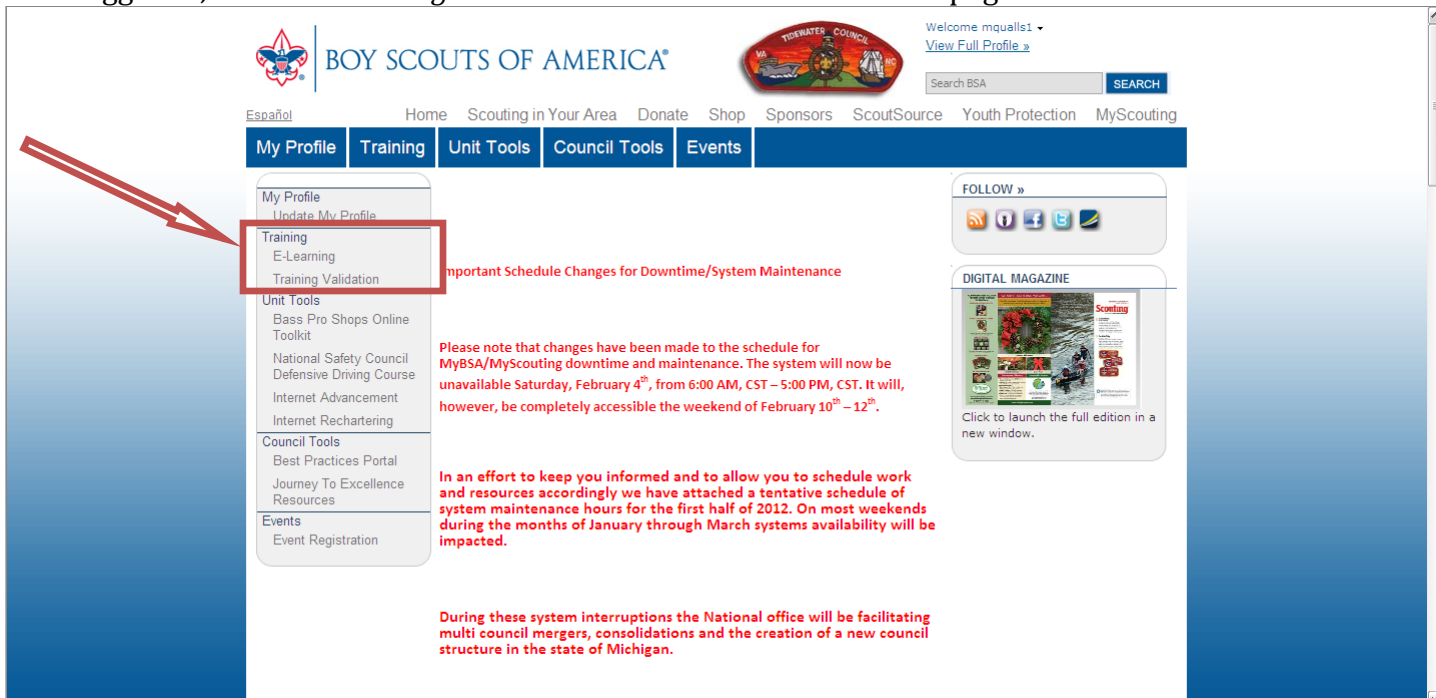 BOY SCOUTS OF AMERICA®
TIDEWATER COUNCIL
VA
NC
Welcome mqualls1
View Full Profile »
Search BSA
SEARCH
Español
Home Scouting in Your Area Donate Shop Sponsors ScoutSource Youth Protection MyScouting
My Profile Training Unit Tools Council Tools Events
My Profile
Update My Profile
Training
E-Learning
Training Validation
Unit Tools
Bass Pro Shops Online
Toolkit
National Safety Council
Defensive Driving Course
Internet Advancement
Internet Rechartering
Council Tools
Best Practices Portal
Journey To Excellence
Resources
Events
Event Registration
Important Schedule Changes for Downtime/System Maintenance
Please note that changes have been made to the schedule for
MyBSA/MyScouting downtime and maintenance. The system will now be
unavailable Saturday, February 4th, from 6:00 AM, CST – 5:00 PM, CST. It will,
however, be completely accessible the weekend of February 10th – 12th.
In an effort to keep you informed and to allow you to schedule work
and resources accordingly we have attached a tentative schedule of
system maintenance hours for the first half of 2012. On most weekends
during the months of January through March systems availability will be
impacted.
During these system interruptions the National office will be facilitating
multi council mergers, consolidations and the creation of a new council
structure in the state of Michigan.
FOLLOW »
DIGITAL MAGAZINE
Scouting
Click to launch the full edition in a
new window.